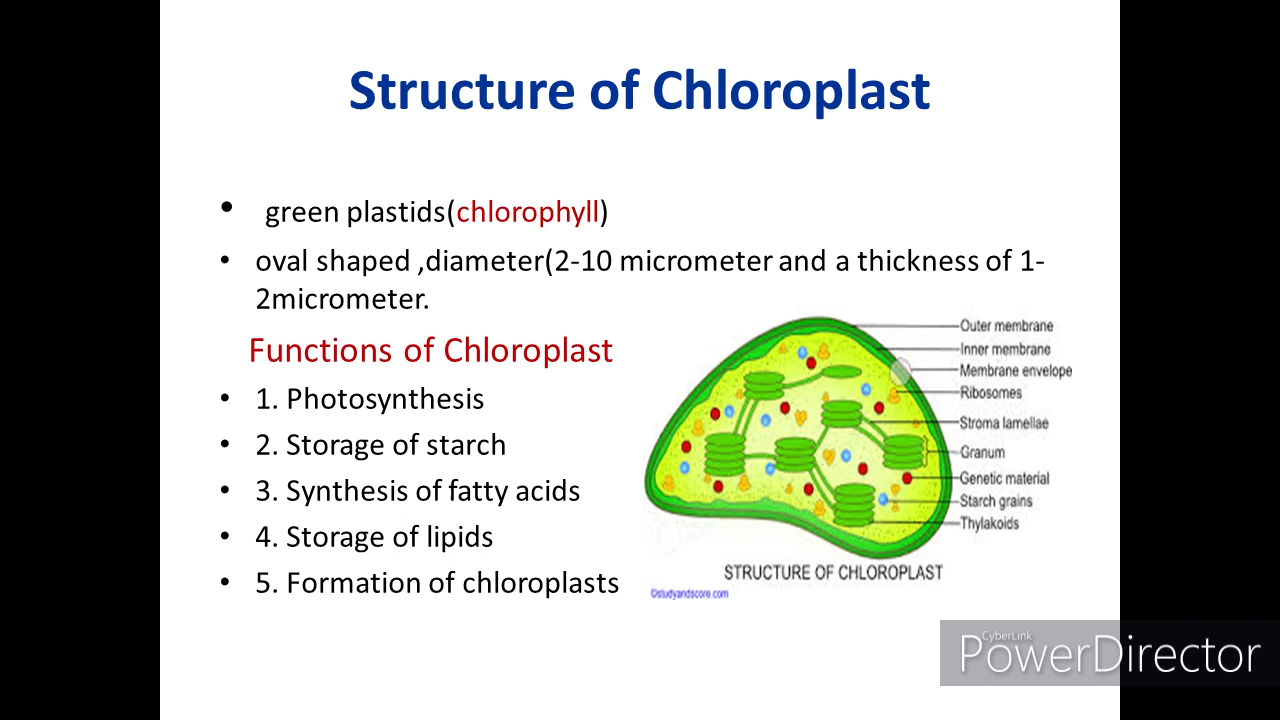 Structure of Chloroplast
• green plastids(chlorophyll)
• oval shaped ,diameter(2-10 micrometer and a thickness of 1-
2micrometer.
Functions of Chloroplast
• 1. Photosynthesis
• 2. Storage of starch
• 3. Synthesis of fatty acids
• 4. Storage of lipids
• 5. Formation of chloroplasts
Outer membrane
Inner membrane
Membrane envelope
Ribosomes
Stroma lamellae
Granum
Genetic material
Starch grains
Thylakoids
STRUCTURE OF CHLOROPLAST
©studyandscore.com
CyberLink
PowerDirector